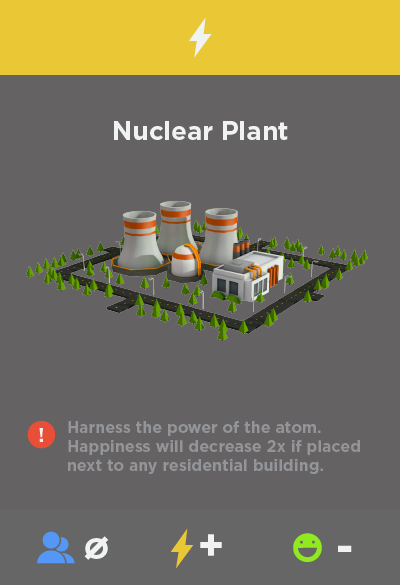 Nuclear Plant
! Harness the power of the atom.
Happiness will decrease 2x if placed
next to any residential building.
Ø + -